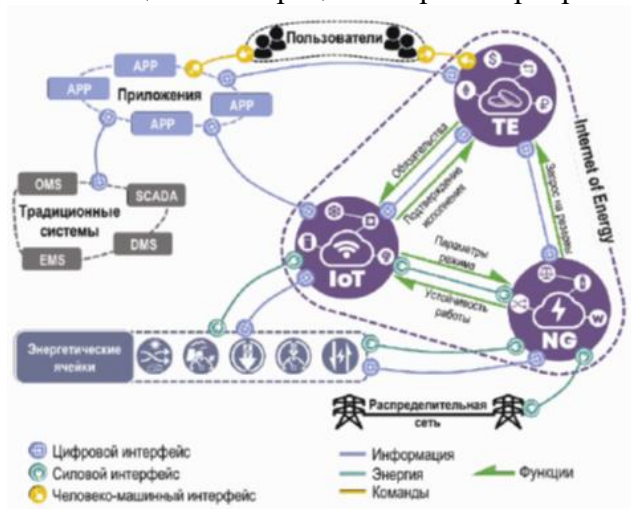 Пользователи
APP
APP
Приложения
APP
APP
TE
Internet of Energy
Обязательства
Подтверждение
исполнения
Запрос на резервы
OMS
SCADA
Традиционные
системы
DMS
EMS
IoT
Параметры
режима
Устойчивость
работы
NG
Энергетические
ячейки
Распределительная
сеть
Цифровой интерфейс
Силовой интерфейс
Человеко-машинный интерфейс
Информация
Энергия
Команды
Функции